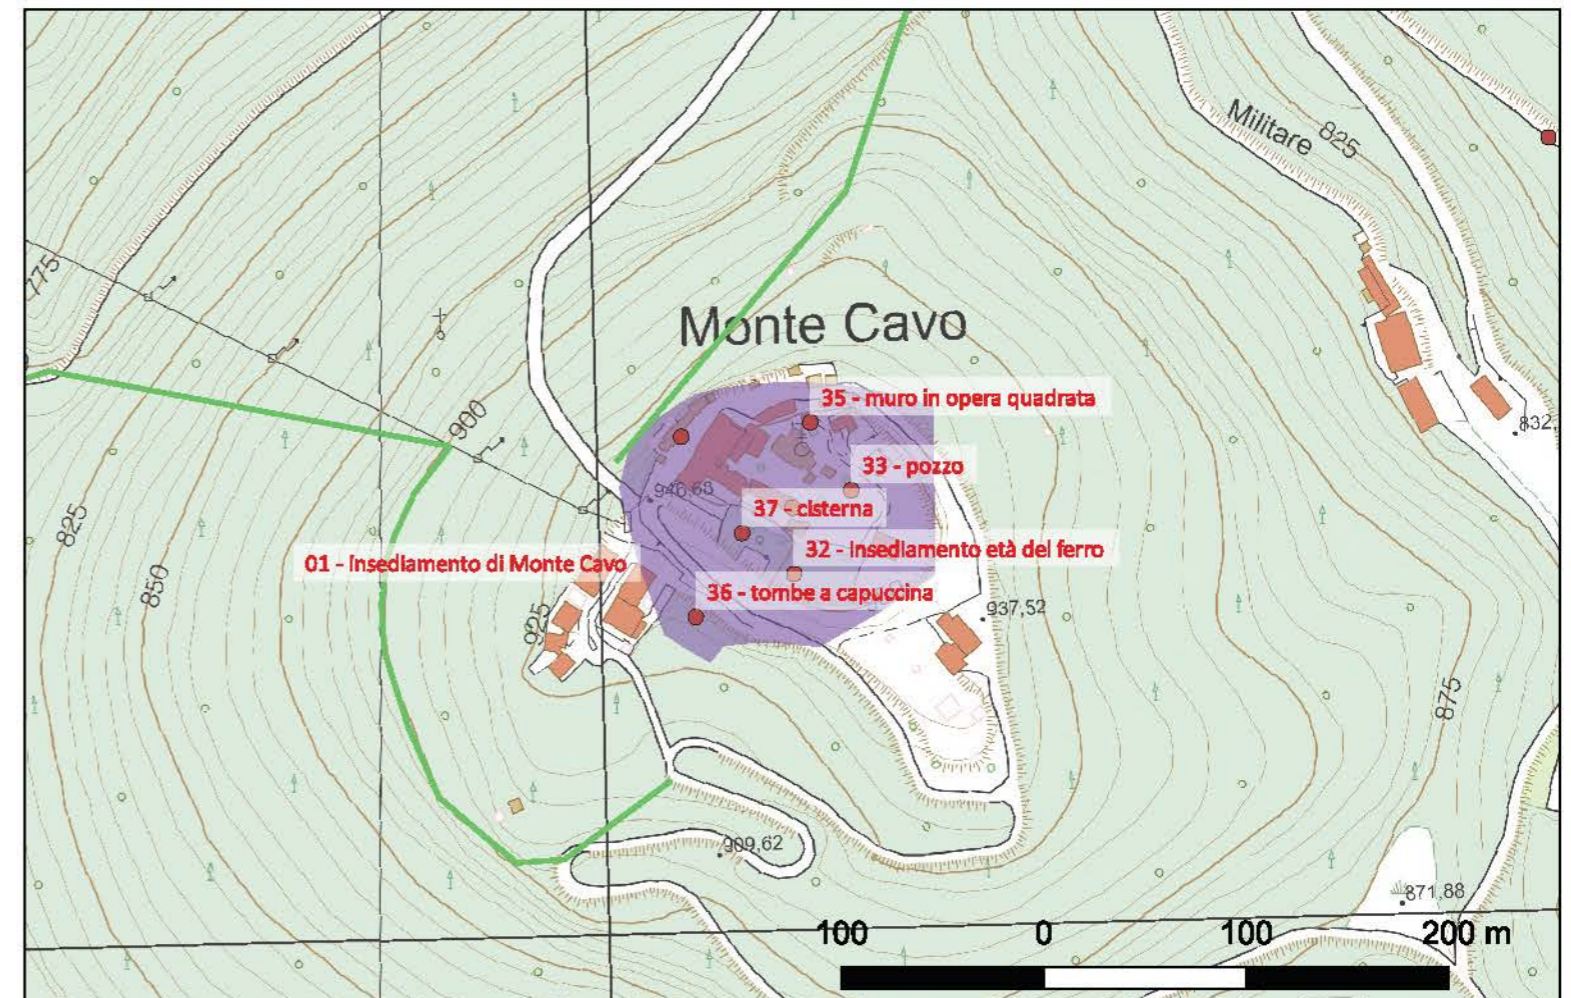 Militare
825
775
Monte Cavo
35 - muro in opera quadrata
900
832,
33 - pozzo
946,68
37 - cisterna
825
32 - insediamento età del ferro
01 - insediamento di Monte Cavo
850
36 - tombe a capuccina
925
937,52
875
909,62
871,88
100 0 100 200 m